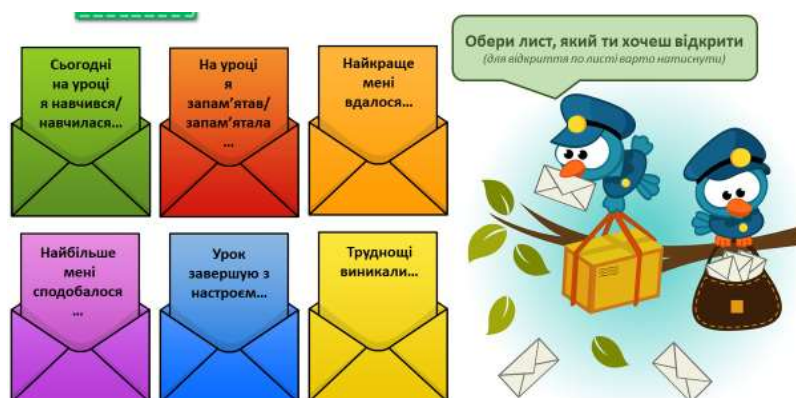 Сьогодні
на уроці
я навчився/
навчилася…
На уроці
я
запам’ятав/
запам’ятала
…
Найкраще
мені
вдалося…
Найбільше
мені
сподобалося
…
Урок
завершую з
настроєм…
Труднощі
виникали…
Обери лист, який ти хочеш відкрити
(для відкриття по листі варто натиснути)